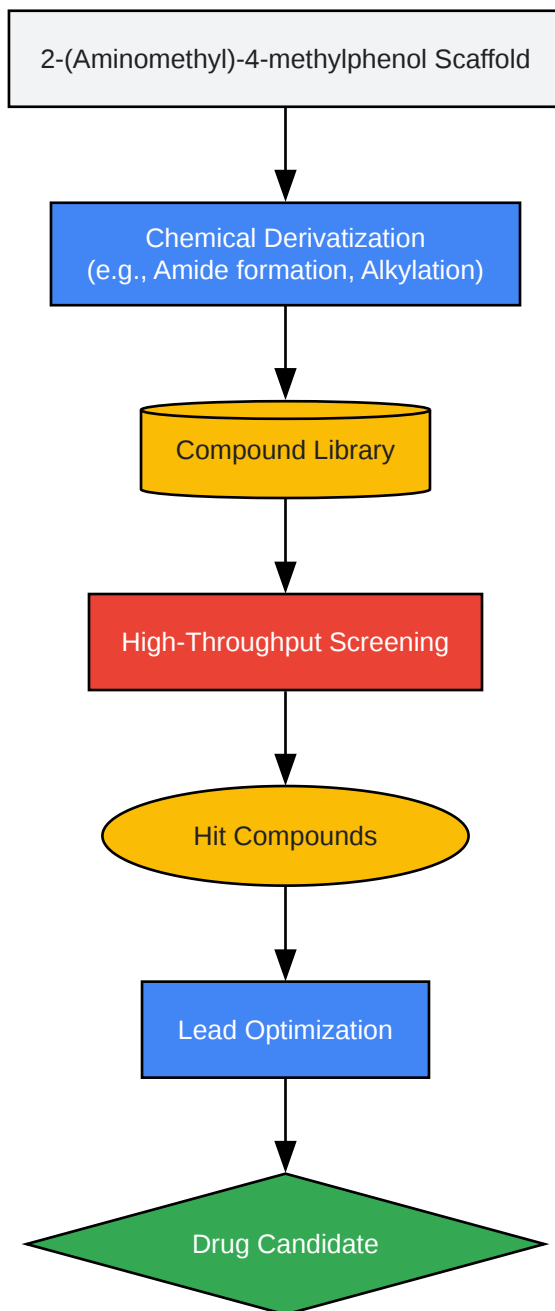 2-(Aminomethyl)-4-methylphenol Scaffold
Chemical Derivatization
(e.g., Amide formation, Alkylation)
Compound Library
High-Throughput Screening
Hit Compounds
Lead Optimization
Drug Candidate